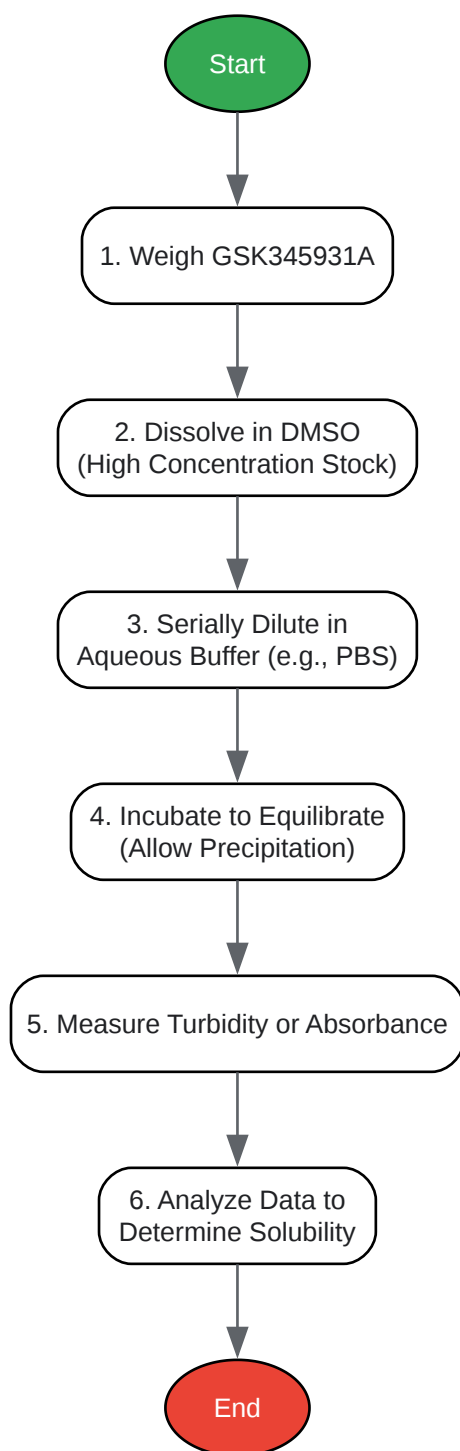 Start
1. Weigh GSK345931A
2. Dissolve in DMSO
(High Concentration Stock)
3. Serially Dilute in
Aqueous Buffer (e.g., PBS)
4. Incubate to Equilibrate
(Allow Precipitation)
5. Measure Turbidity or Absorbance
6. Analyze Data to
Determine Solubility
End